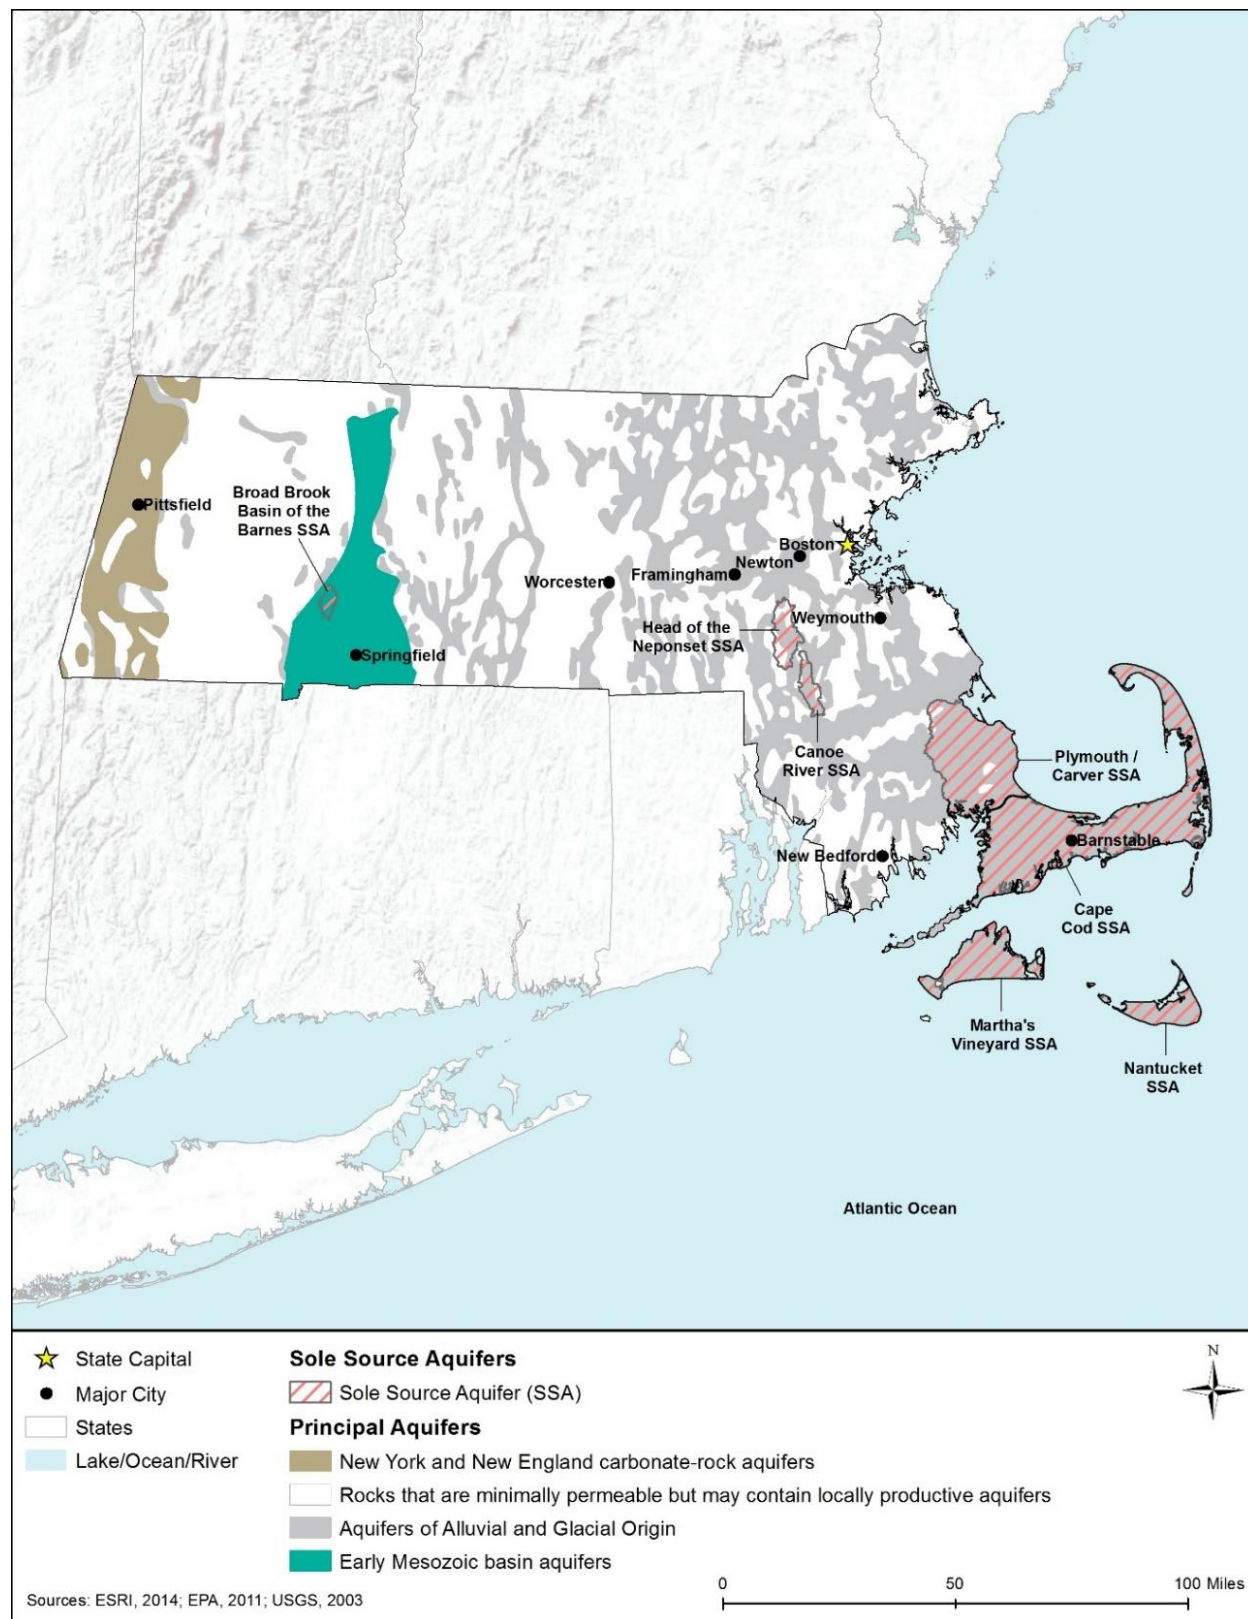 Pittsfield
Broad Brook
Basin of the
Barnes SSA
Springfield
Worcester
Framingham
Newton
Boston
Weymouth
Head of the
Neponset SSA
Canoe
River SSA
Plymouth /
Carver SSA
New Bedford
Barnstable
Cape
Cod SSA
Martha's
Vineyard SSA
Nantucket
SSA
Atlantic Ocean
State Capital
Major City
States
Lake/Ocean/River
Sole Source Aquifers
Sole Source Aquifer (SSA)
Principal Aquifers
New York and New England carbonate-rock aquifers
Rocks that are minimally permeable but may contain locally productive aquifers
Aquifers of Alluvial and Glacial Origin
Early Mesozoic basin aquifers
N
Sources: ESRI, 2014; EPA, 2011; USGS, 2003
0 50 100 Miles